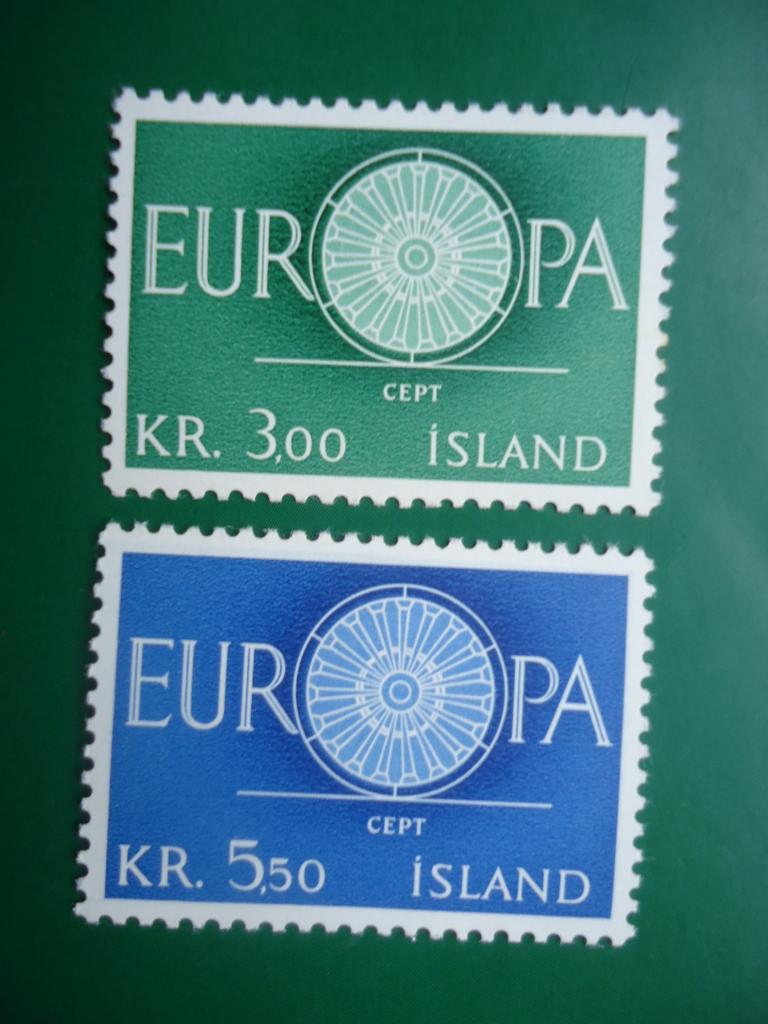 EUROPA
CEPT
KR. 3,00 ÍSLAND
EUROPA
CEPT
KR. 5,50 ÍSLAND